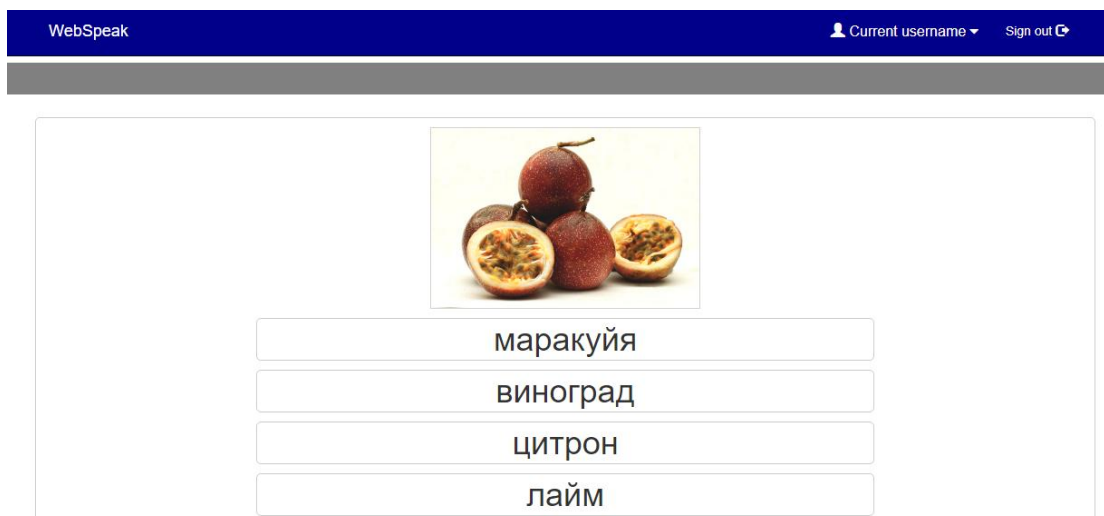 WebSpeak Current username Sign out
маракуйя
виноград
цитрон
лайм